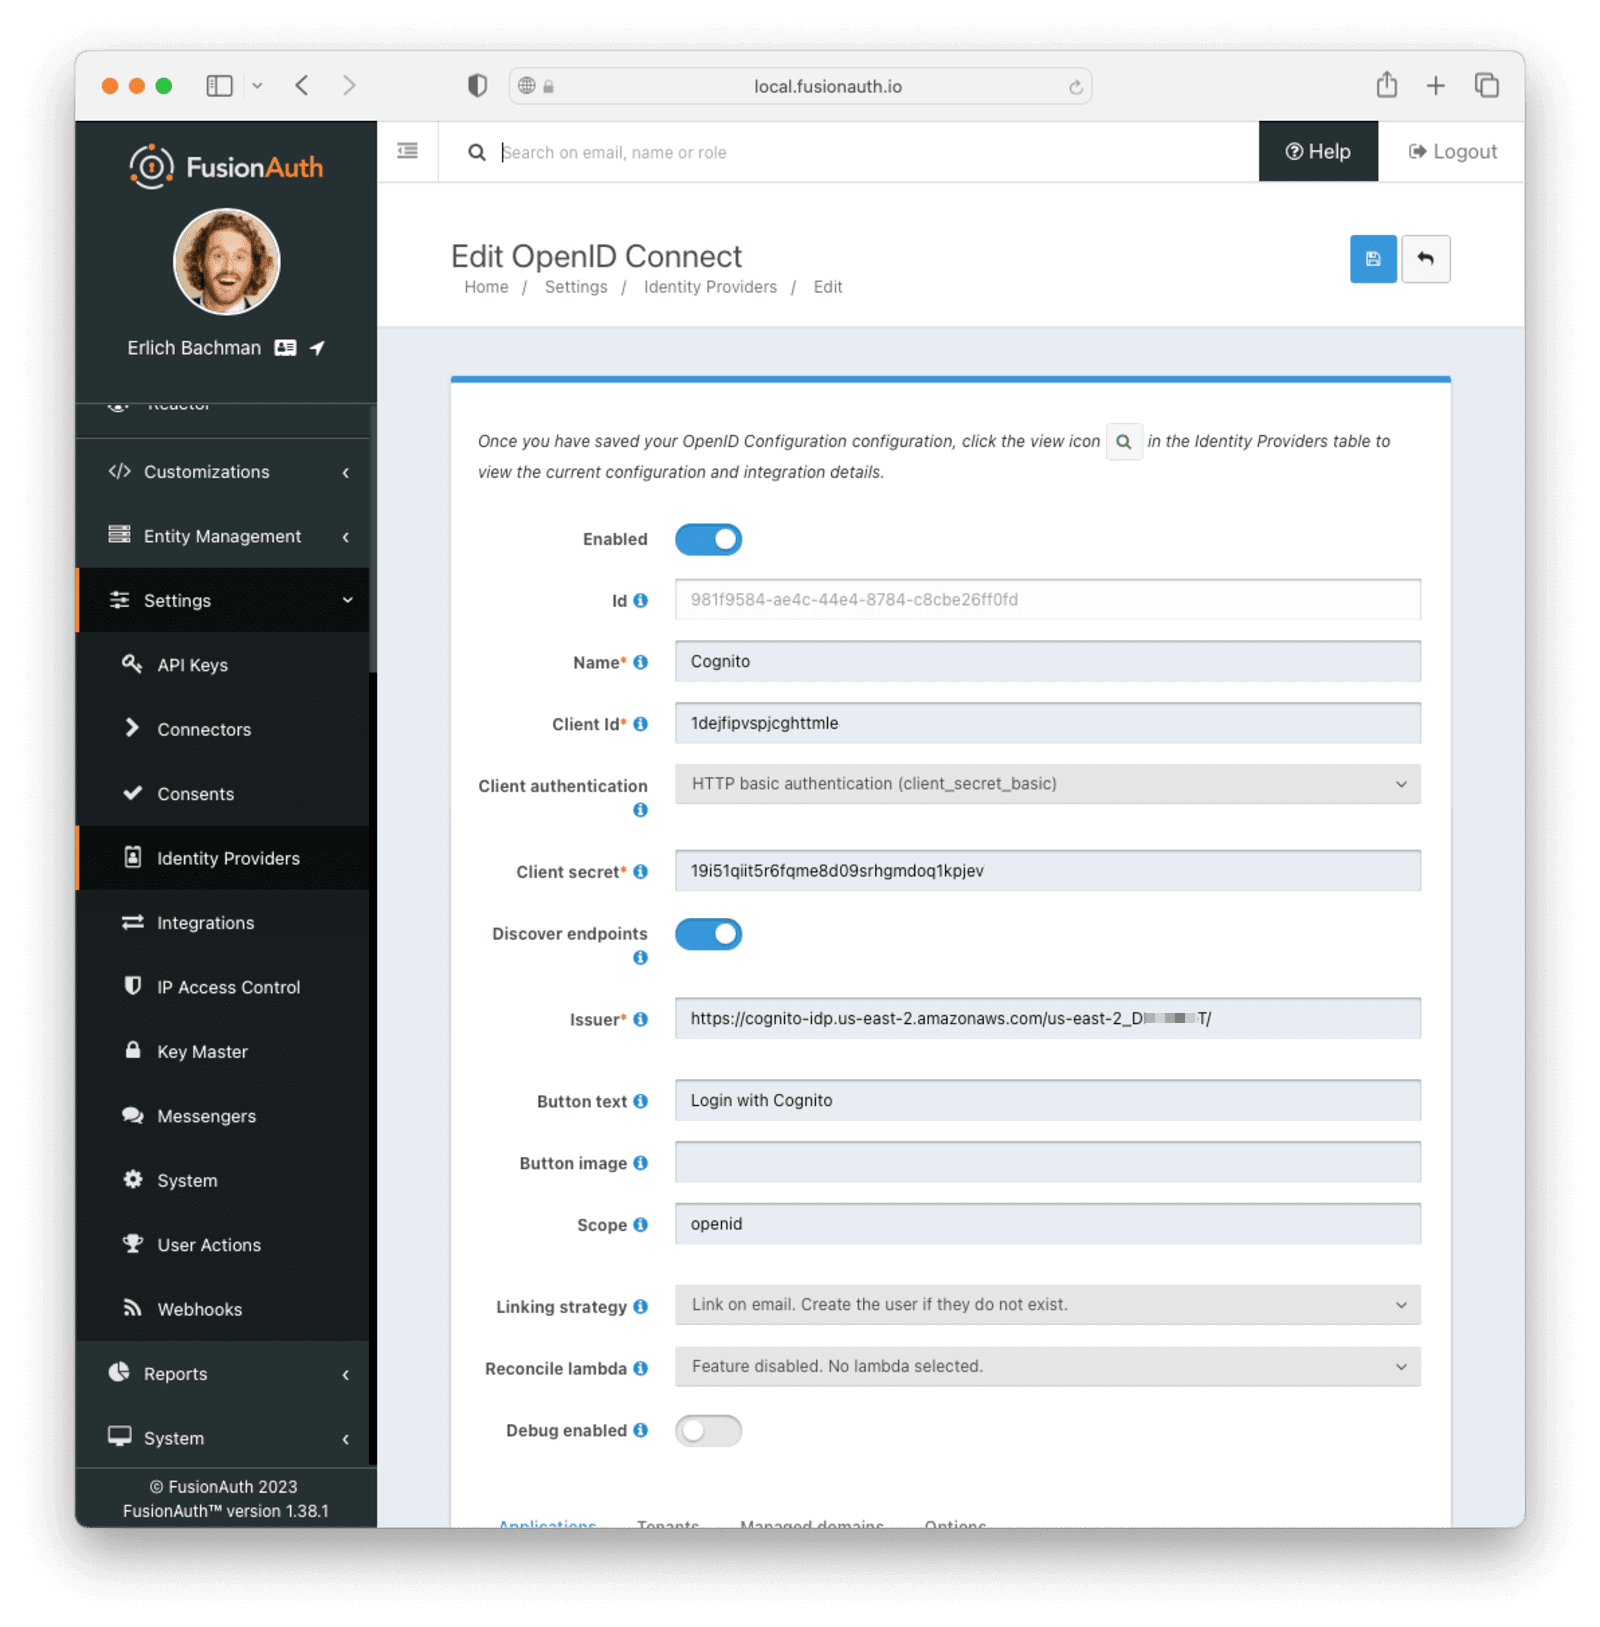 local.fusionauth.io
FusionAuth
Search on email, name or role
Help
Logout
Erlich Bachman
Reactor
Customizations
Entity Management
Settings
API Keys
Connectors
Consents
Identity Providers
Integrations
IP Access Control
Key Master
Messengers
System
User Actions
Webhooks
Reports
System
© FusionAuth 2023
FusionAuth™ version 1.38.1
Edit OpenID Connect
Home / Settings / Identity Providers / Edit
Once you have saved your OpenID Configuration configuration, click the view icon in the Identity Providers table to
view the current configuration and integration details.
Enabled
Id 981f9584-ae4c-44e4-8784-c8cbe26ff0fd
Name* Cognito
Client Id* 1dejfipvspjcghttmle
Client authentication HTTP basic authentication (client_secret_basic)
Client secret* 19i51qiit5r6fqme8d09srhgmdoq1kpjev
Discover endpoints
Issuer* https://cognito-idp.us-east-2.amazonaws.com/us-east-2_D T/
Button text Login with Cognito
Button image
Scope openid
Linking strategy Link on email. Create the user if they do not exist.
Reconcile lambda Feature disabled. No lambda selected.
Debug enabled
Applications Tenants Managed domains Options